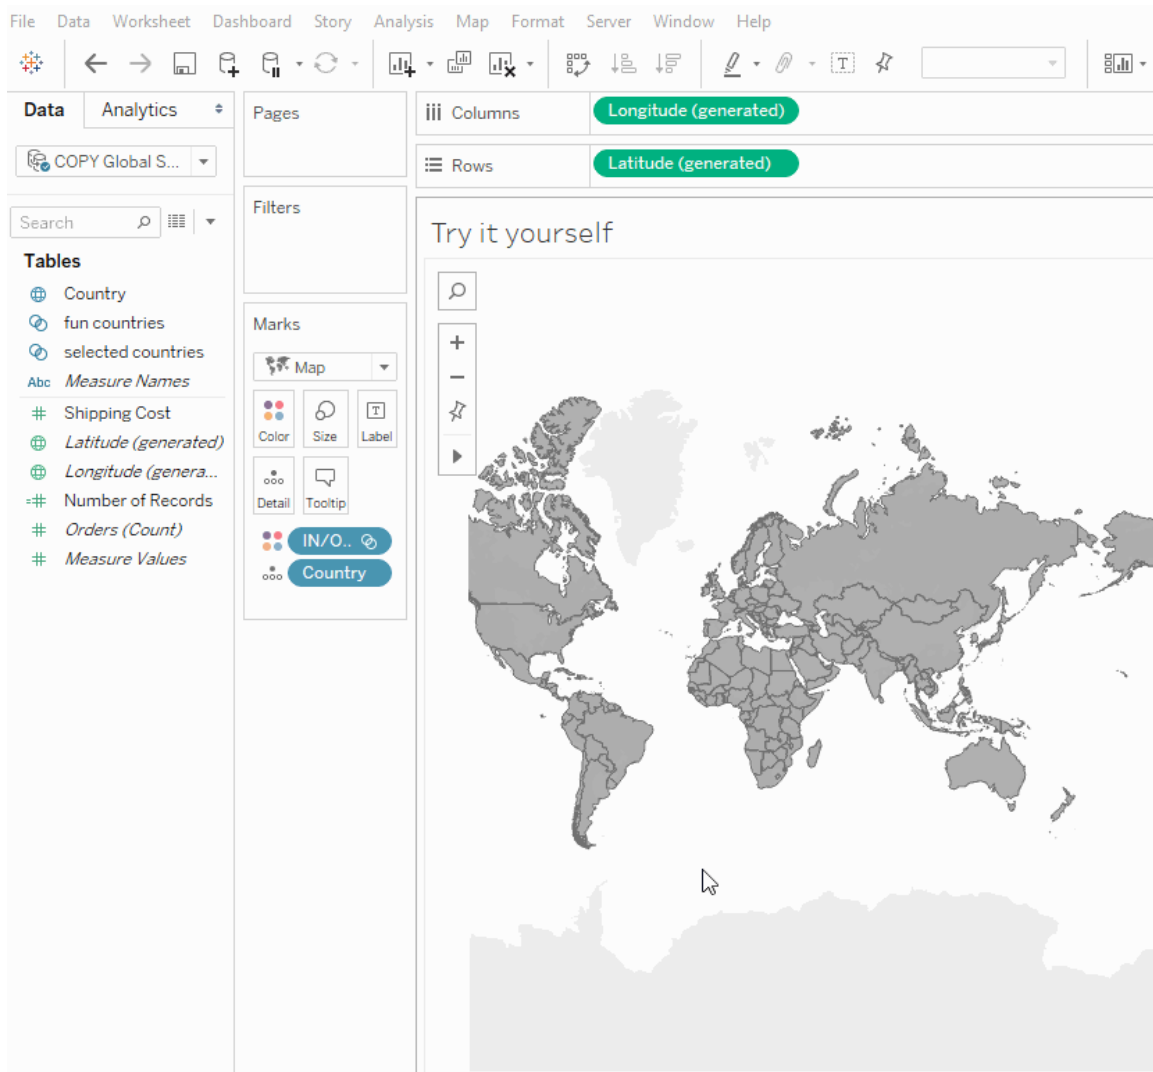 File Data Worksheet Dashboard Story Analysis Map Format Server Window Help
Data Analytics
COPY Global S...
Search
Tables
Country
fun countries
selected countries
Abc Measure Names
Shipping Cost
Latitude (generated)
Longitude (genera...
Number of Records
Orders (Count)
Measure Values
Pages
Filters
Marks
Map
Color Size Label
Detail Tooltip
IN/O..
Country
Columns Longitude (generated)
Rows Latitude (generated)
Try it yourself